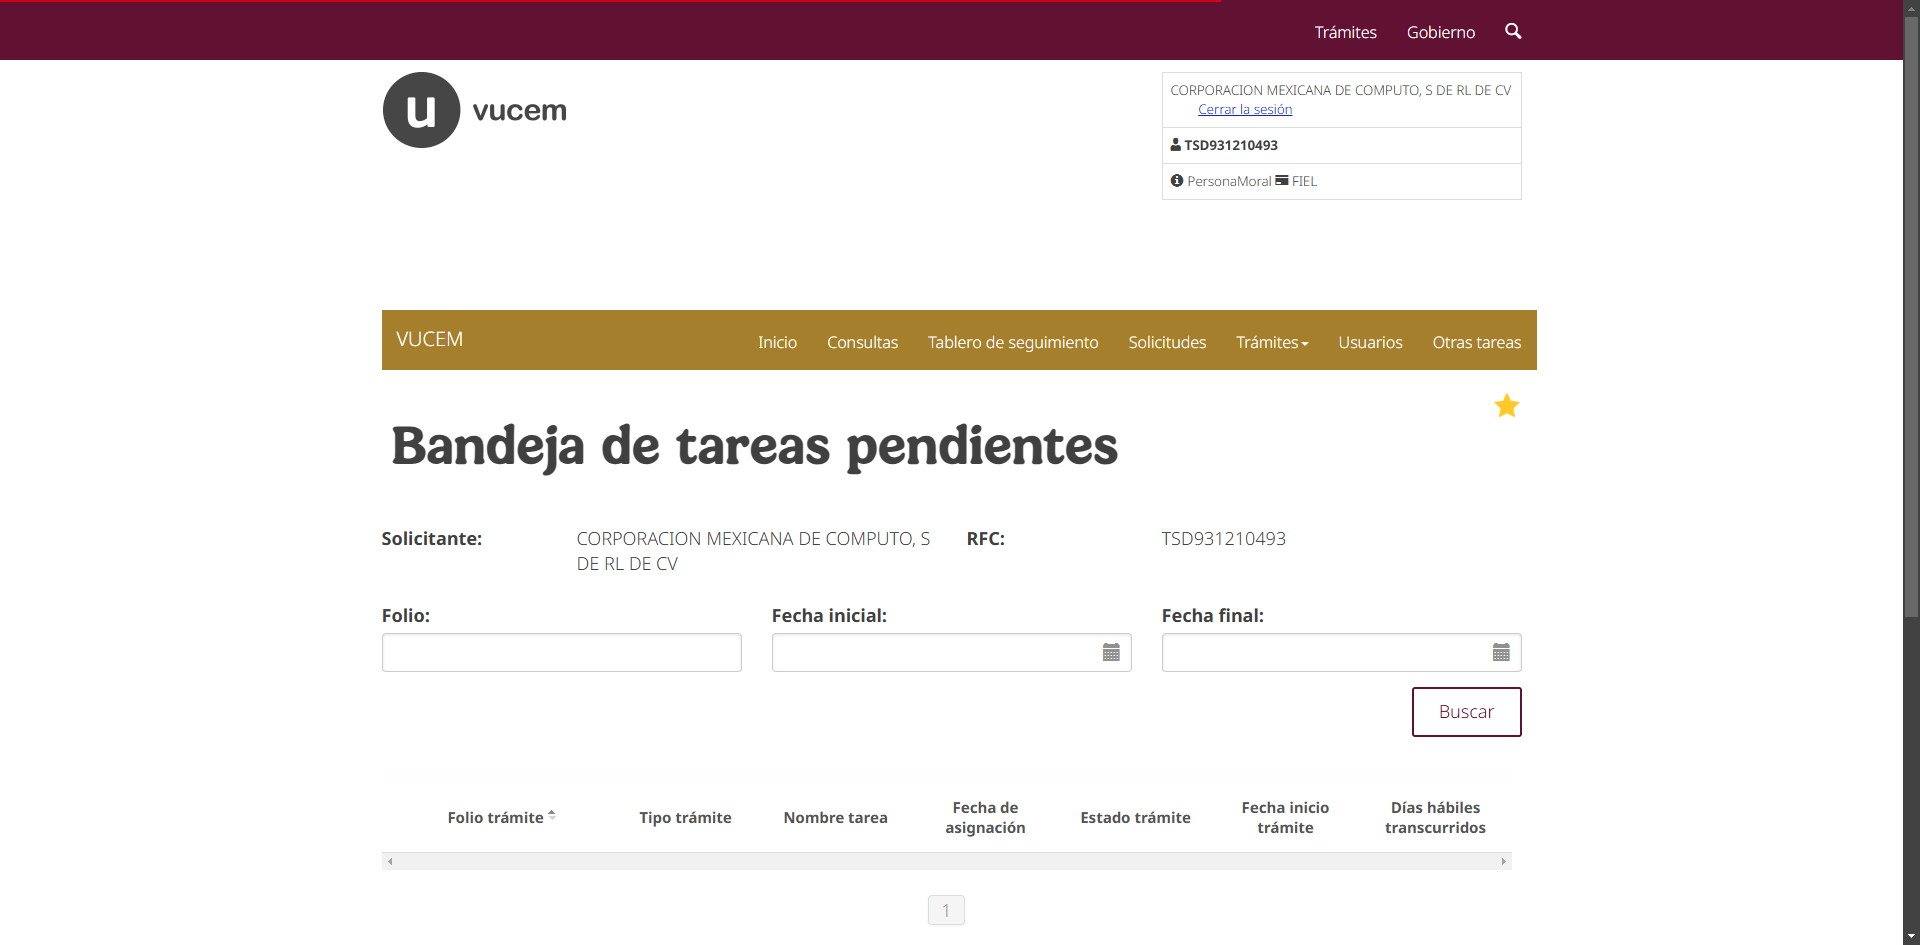 Trámites Gobierno
u vucem
CORPORACION MEXICANA DE COMPUTO, S DE RL DE CV
Cerrar la sesión
TSD931210493
PersonaMoral FIEL
VUCEM Inicio Consultas Tablero de seguimiento Solicitudes Trámites Usuarios Otras tareas
Bandeja de tareas pendientes
Solicitante: CORPORACION MEXICANA DE COMPUTO, S RFC: TSD931210493
DE RL DE CV
Folio: Fecha inicial: Fecha final:
Buscar
Folio trámite Tipo trámite Nombre tarea Fecha de asignación Estado trámite Fecha inicio trámite Días hábiles transcurridos
1